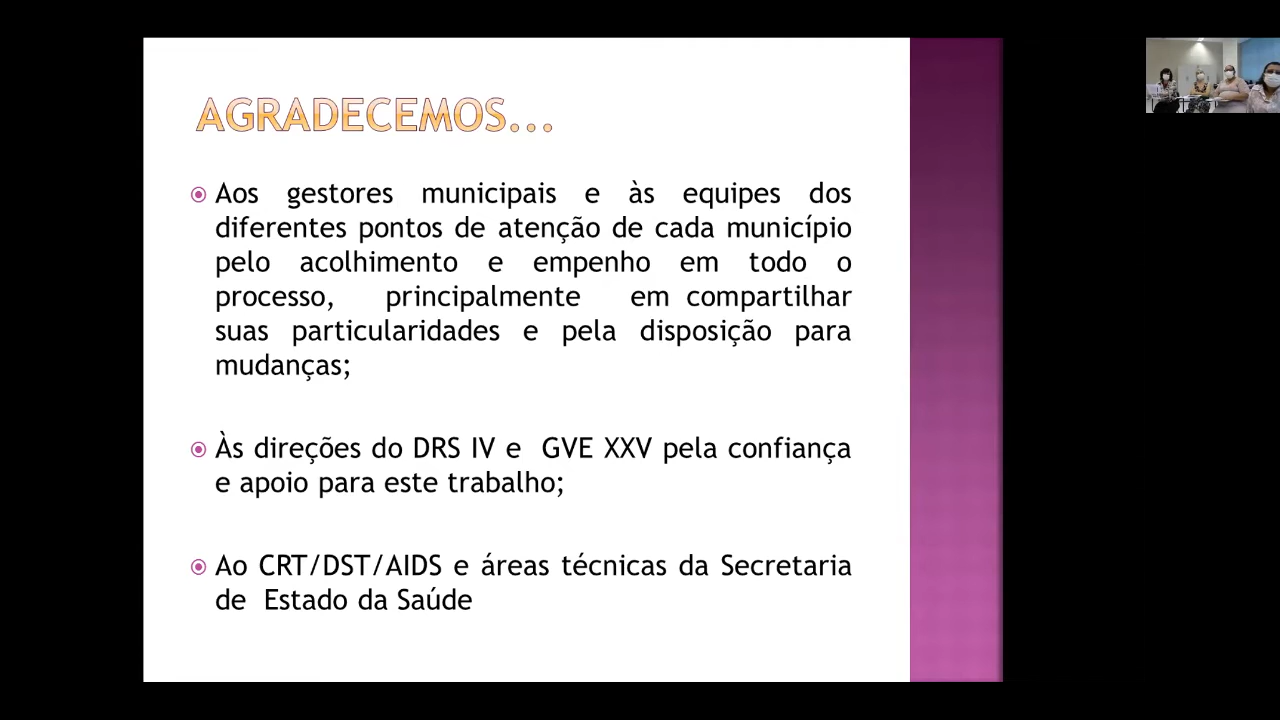 AGRADECEMOS...
Aos gestores municipais e às equipes dos
diferentes pontos de atenção de cada município
pelo acolhimento e empenho em todo o
processo, principalmente em compartilhar
suas particularidades e pela disposição para
mudanças;
Às direções do DRS IV e GVE XXV pela confiança
e apoio para este trabalho;
Ao CRT/DST/AIDS e áreas técnicas da Secretaria
de Estado da Saúde